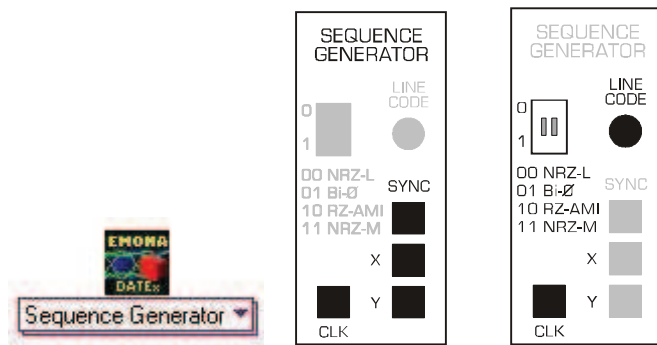 EMONA
DATEx
Sequence Generator
SEQUENCE
GENERATOR
LINE
CODE
0
1
00 NRZ-L
01 Bi-Ø
10 RZ-AMI
11 NRZ-M
SYNC
X
Y
CLK
SEQUENCE
GENERATOR
LINE
CODE
0
1
00 NRZ-L
01 Bi-Ø
10 RZ-AMI
11 NRZ-M
SYNC
X
Y
CLK